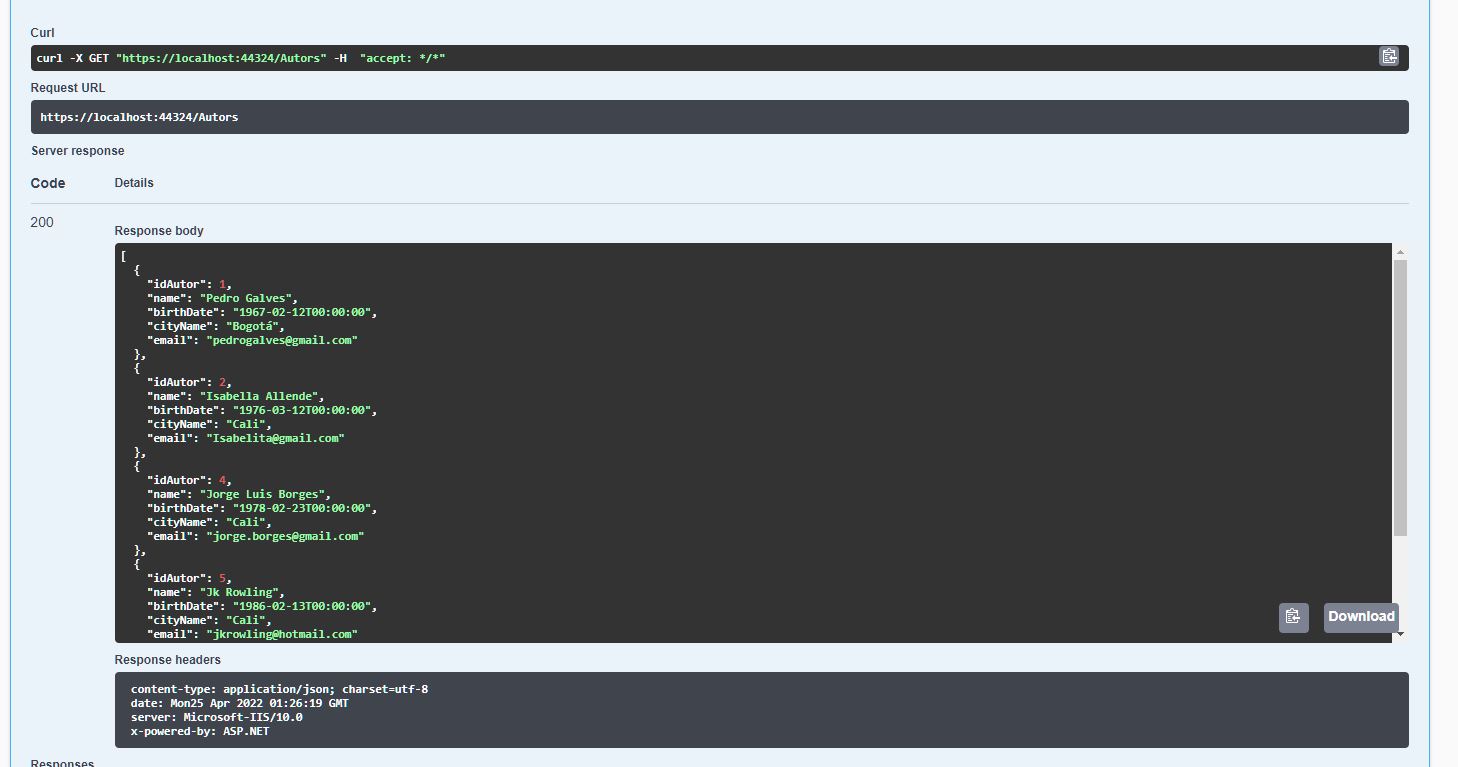 Curl
curl -X GET "https://localhost:44324/Autors" -H  "accept: */*"
Request URL
https://localhost:44324/Autors
Server response
Code Details
200
Response body
[
  {
    "idAutor": 1,
    "name": "Pedro Galves",
    "birthDate": "1967-02-12T00:00:00",
    "cityName": "Bogotá",
    "email": "pedrogalves@gmail.com"
  },
  {
    "idAutor": 2,
    "name": "Isabella Allende",
    "birthDate": "1976-03-12T00:00:00",
    "cityName": "Cali",
    "email": "Isabelita@gmail.com"
  },
  {
    "idAutor": 4,
    "name": "Jorge Luis Borges",
    "birthDate": "1978-02-23T00:00:00",
    "cityName": "Cali",
    "email": "jorge.borges@gmail.com"
  },
  {
    "idAutor": 5,
    "name": "Jk Rowling",
    "birthDate": "1986-02-13T00:00:00",
    "cityName": "Cali",
    "email": "jkrowling@hotmail.com"
Download
Response headers
content-type: application/json; charset=utf-8
date: Mon25 Apr 2022 01:26:19 GMT
server: Microsoft-IIS/10.0
x-powered-by: ASP.NET
Responses